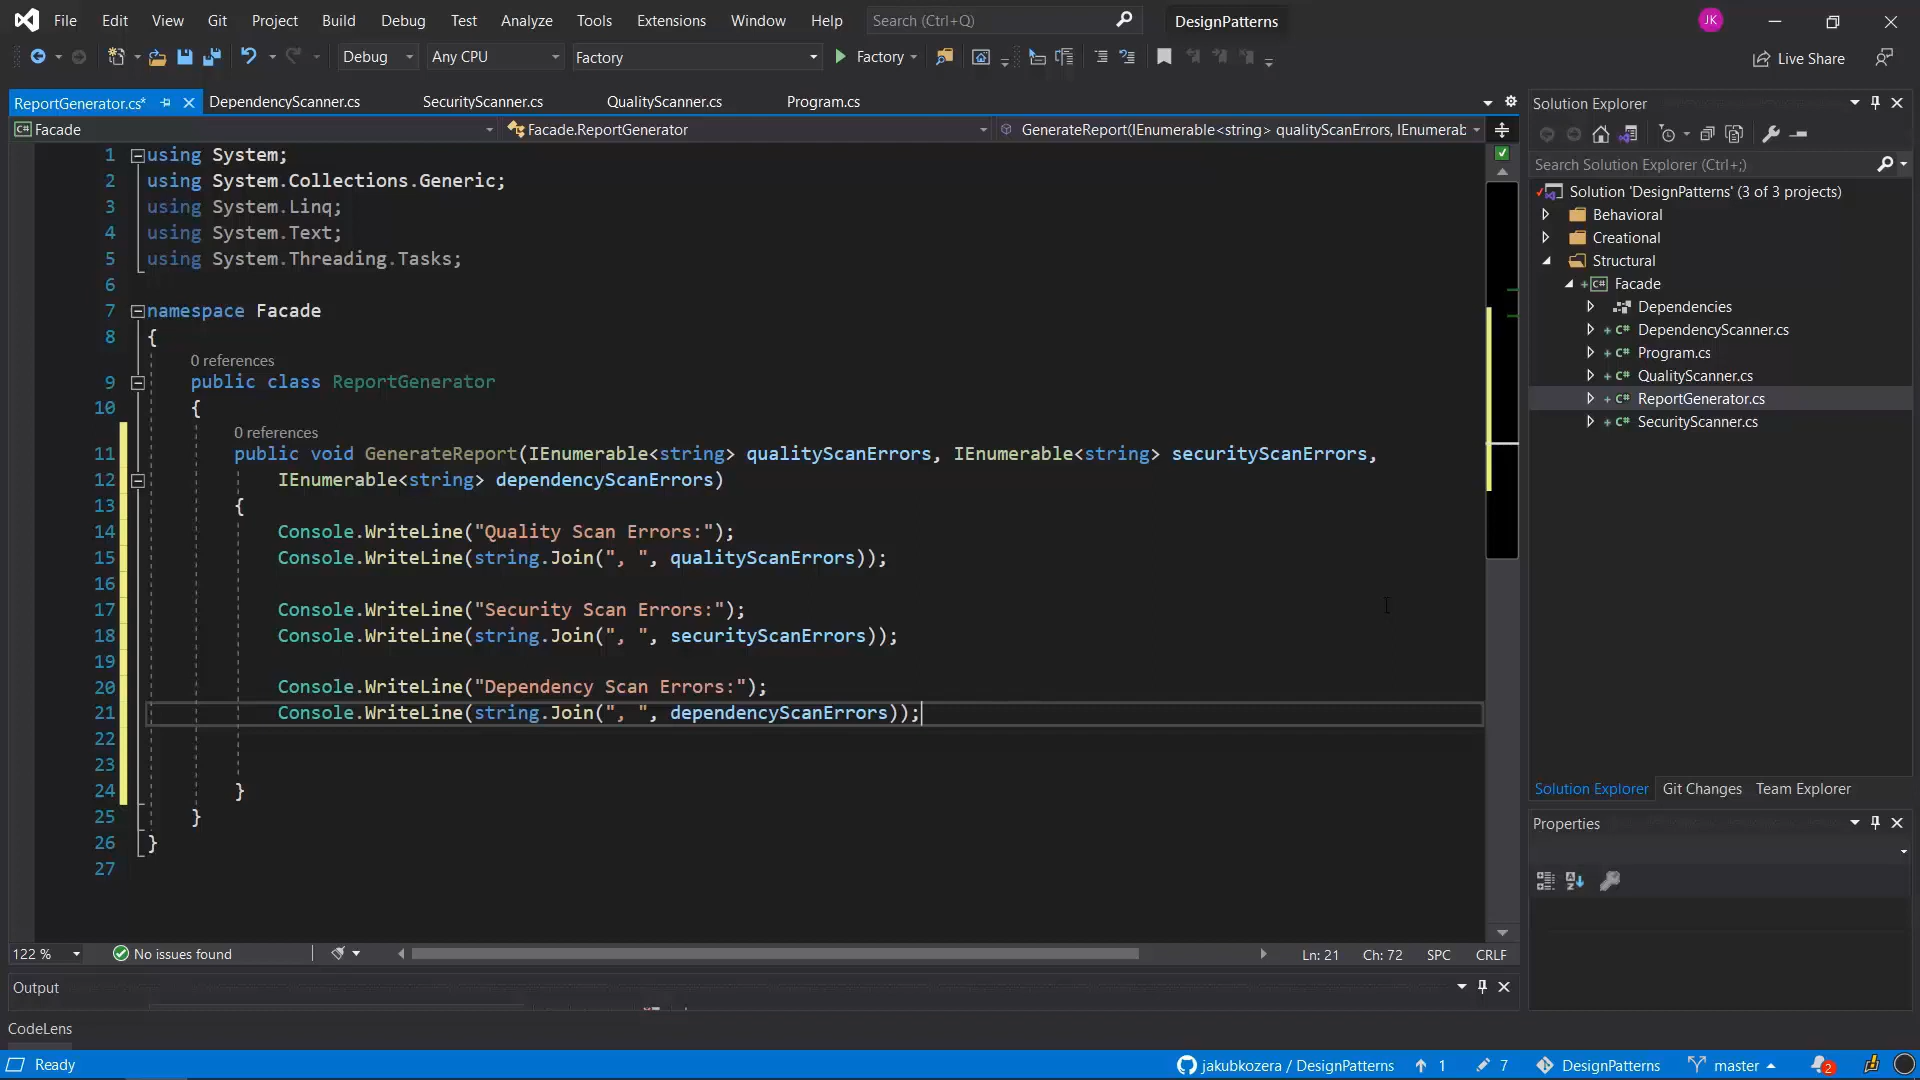 File Edit View Git Project Build Debug Test Analyze Tools Extensions Window Help Search (Ctrl+Q) DesignPatterns JK
Debug Any CPU Factory Factory Live Share
ReportGenerator.cs* DependencyScanner.cs SecurityScanner.cs QualityScanner.cs Program.cs
C# Facade Facade.ReportGenerator GenerateReport(IEnumerable<string> qualityScanErrors, IEnumerab
1 using System;
2 using System.Collections.Generic;
3 using System.Linq;
4 using System.Text;
5 using System.Threading.Tasks;
6
7 namespace Facade
8 {
0 references
9 public class ReportGenerator
10 {
0 references
11 public void GenerateReport(IEnumerable<string> qualityScanErrors, IEnumerable<string> securityScanErrors,
12 IEnumerable<string> dependencyScanErrors)
13 {
14 Console.WriteLine("Quality Scan Errors:");
15 Console.WriteLine(string.Join(", ", qualityScanErrors));
16
17 Console.WriteLine("Security Scan Errors:");
18 Console.WriteLine(string.Join(", ", securityScanErrors));
19
20 Console.WriteLine("Dependency Scan Errors:");
21 Console.WriteLine(string.Join(", ", dependencyScanErrors));
22
23
24 }
25 }
26 }
27
122 % No issues found Ln: 21 Ch: 72 SPC CRLF
Output
CodeLens
Solution Explorer
Search Solution Explorer (Ctrl+;)
Solution 'DesignPatterns' (3 of 3 projects)
Behavioral
Creational
Structural
C# Facade
Dependencies
C# DependencyScanner.cs
C# Program.cs
C# QualityScanner.cs
C# ReportGenerator.cs
C# SecurityScanner.cs
Solution Explorer Git Changes Team Explorer
Properties
Ready jakubkozera / DesignPatterns 1 7 DesignPatterns master 2